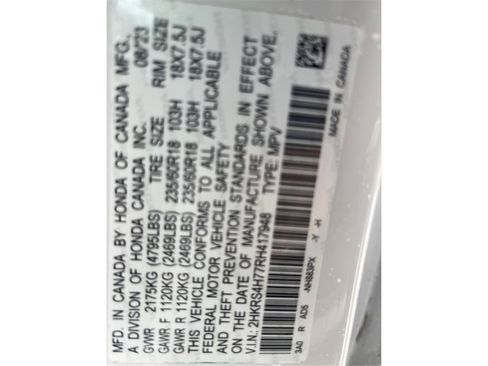 MFD. IN CANADA BY HONDA OF CANADA MFG.,
A DIVISION OF HONDA CANADA INC. 08/23
GVWR 2175KG (4795LBS) TIRE SIZE RIM SIZE
GAWR F 1120KG (2469LBS) 235/60R18 103H 18X7.5J
GAWR R 1120KG (2469LBS) 235/60R18 103H 18X7.5J
THIS VEHICLE CONFORMS TO ALL APPLICABLE
FEDERAL MOTOR VEHICLE SAFETY
AND THEFT PREVENTION STANDARDS IN EFFECT
ON THE DATE OF MANUFACTURE SHOWN ABOVE.
V.I.N.: 2HKRS4H77RH417948 TYPE: MPV
3A0 R AD5 -NH883PX -Y -H
MADE IN CANADA